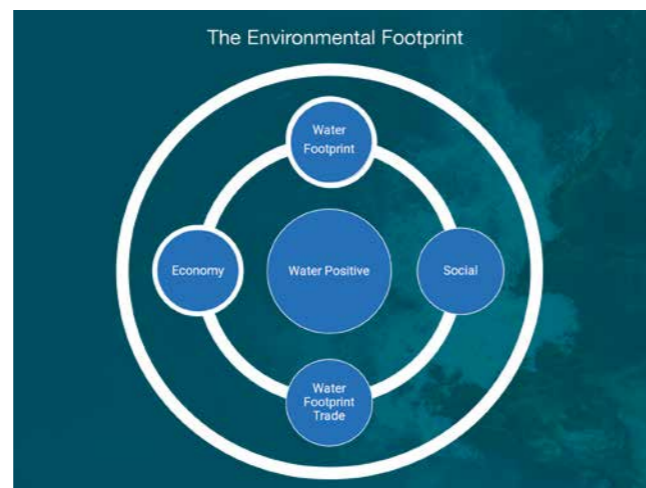 The Environmental Footprint
Water
Footprint
Economy
Water Positive
Social
Water
Footprint
Trade